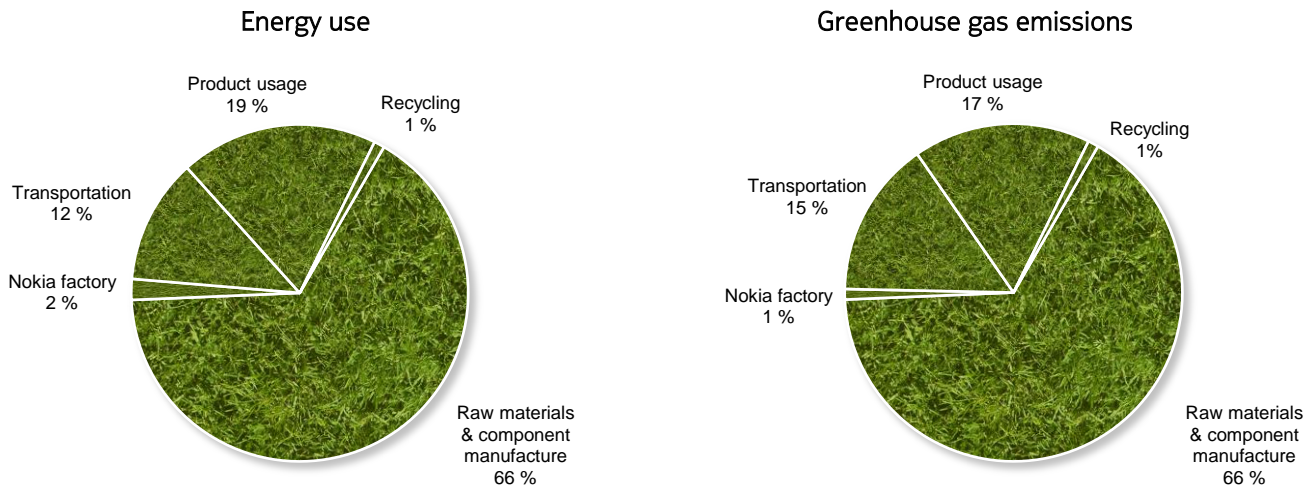 Energy use
Product usage
19 %
Recycling
1 %
Transportation
12 %
Nokia factory
2 %
Raw materials
& component
manufacture
66 %
Greenhouse gas emissions
Product usage
17 %
Recycling
1%
Transportation
15 %
Nokia factory
1 %
Raw materials
& component
manufacture
66 %